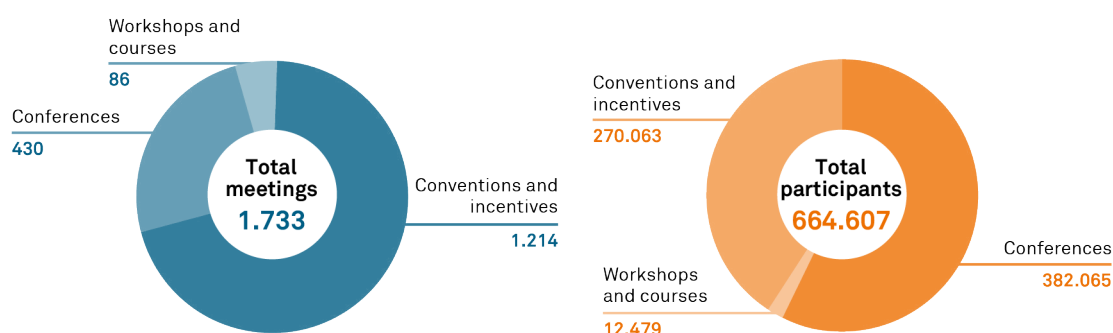 Workshops and
courses
86
Conferences
430
Total
meetings
1.733
Conventions and
incentives
1.214
Conventions and
incentives
270.063
Total
participants
664.607
Conferences
382.065
Workshops
and courses
12.479